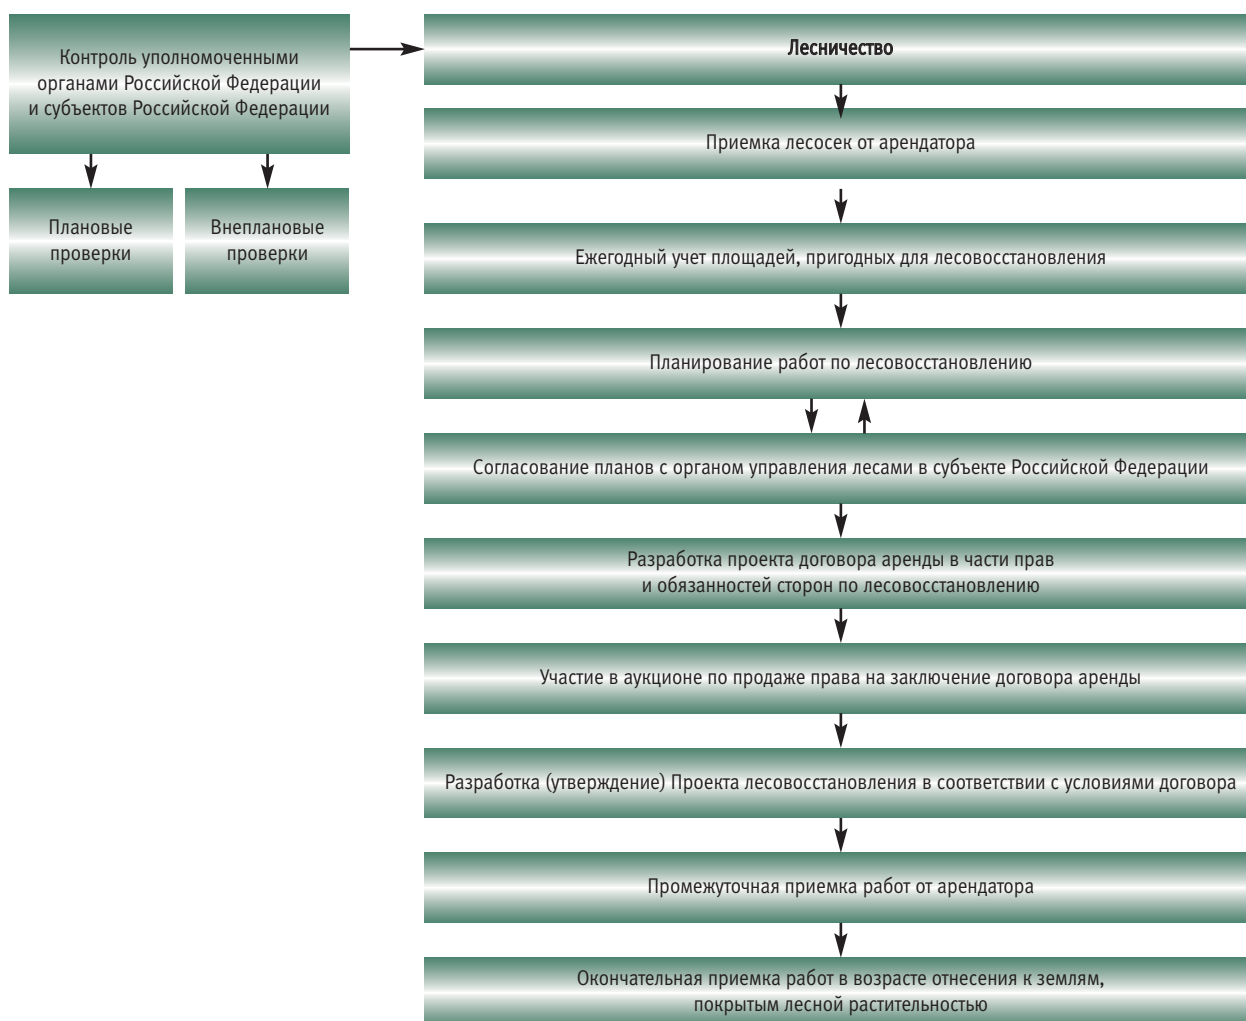 Контроль уполномоченными
органами Российской Федерации
и субъектов Российской Федерации
Плановые
проверки
Внеплановые
проверки
Лесничество
Приемка лесосек от арендатора
Ежегодный учет площадей, пригодных для лесовосстановления
Планирование работ по лесовосстановлению
Согласование планов с органом управления лесами в субъекте Российской Федерации
Разработка проекта договора аренды в части прав
и обязанностей сторон по лесовосстановлению
Участие в аукционе по продаже права на заключение договора аренды
Разработка (утверждение) Проекта лесовосстановления в соответствии с условиями договора
Промежуточная приемка работ от арендатора
Окончательная приемка работ в возрасте отнесения к землям,
покрытым лесной растительностью